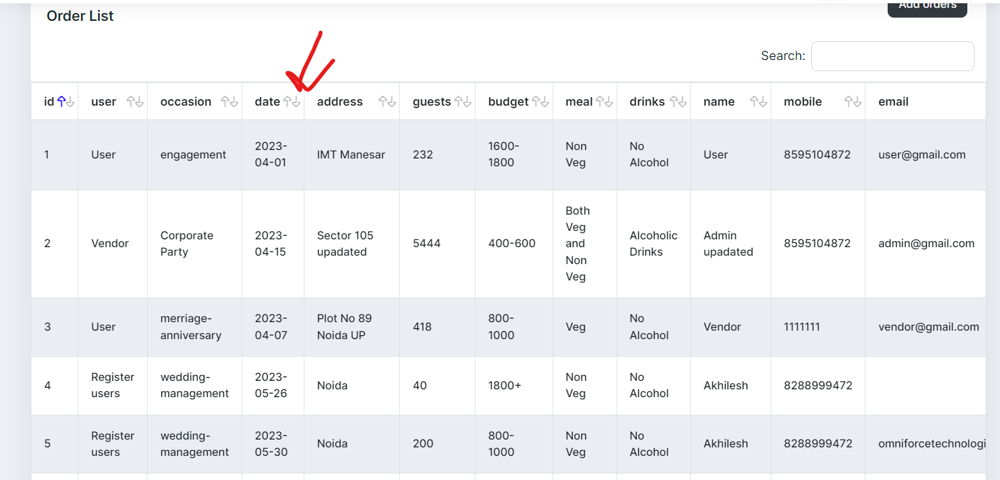 Add orders
Order List
Search:
id user occasion date address guests budget meal drinks name mobile email
1 User engagement 2023- IMT Manesar 232 1600- Non No User 8595104872 user@gmail.com
04-01 1800 Veg Alcohol
2 Vendor Corporate 2023- Sector 105 5444 400-600 Both Alcoholic Admin 8595104872 admin@gmail.com
Party 04-15 upadated Veg Drinks upadated
and
Non
Veg
3 User merriage- 2023- Plot No 89 418 800- Veg No Vendor 1111111 vendor@gmail.com
anniversary 04-07 Noida UP 1000 Alcohol
4 Register wedding- 2023- Noida 40 1800+ Non No Akhilesh 8288999472
users management 05-26 Veg Alcohol
5 Register wedding- 2023- Noida 200 800- Non No Akhilesh 8288999472 omniforcetechnologi
users management 05-30 1000 Veg Alcohol